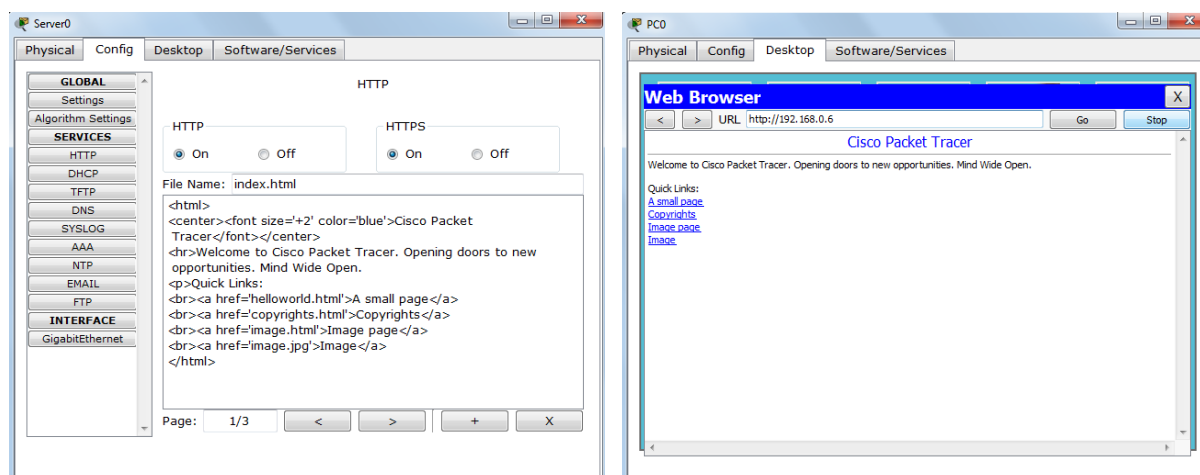 Server0
Physical Config Desktop Software/Services
GLOBAL
Settings
Algorithm Settings
SERVICES
HTTP
DHCP
TFTP
DNS
SYSLOG
AAA
NTP
EMAIL
FTP
INTERFACE
GigabitEthernet
HTTP
HTTP
On Off
HTTPS
On Off
File Name: index.html
<html>
<center><font size='+2' color='blue'>Cisco Packet
Tracer</font></center>
<hr>Welcome to Cisco Packet Tracer. Opening doors to new
opportunities. Mind Wide Open.
<p>Quick Links:
<br><a href='helloworld.html'>A small page</a>
<br><a href='copyrights.html'>Copyrights</a>
<br><a href='image.html'>Image page</a>
<br><a href='image.jpg'>Image</a>
</html>
Page: 1/3 < > + X
PC0
Physical Config Desktop Software/Services
Web Browser X
< > URL http://192.168.0.6 Go Stop
Cisco Packet Tracer
Welcome to Cisco Packet Tracer. Opening doors to new opportunities. Mind Wide Open.
Quick Links:
A small page
Copyrights
Image page
Image